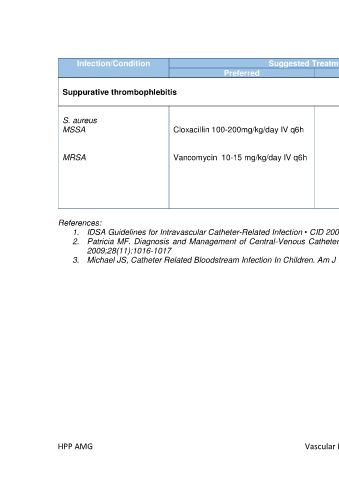 Infection/Condition
Suggested Treatm
Preferred
Suppurative thrombophlebitis
S. aureus
MSSA Cloxacillin 100-200mg/kg/day IV q6h
MRSA Vancomycin 10-15 mg/kg/day IV q6h
References:
1. IDSA Guidelines for Intravascular Catheter-Related Infection • CID 200
2. Patricia MF. Diagnosis and Management of Central-Venous Catheter
2009;28(11):1016-1017
3. Michael JS, Catheter Related Bloodstream Infection In Children. Am J
HPP AMG Vascular